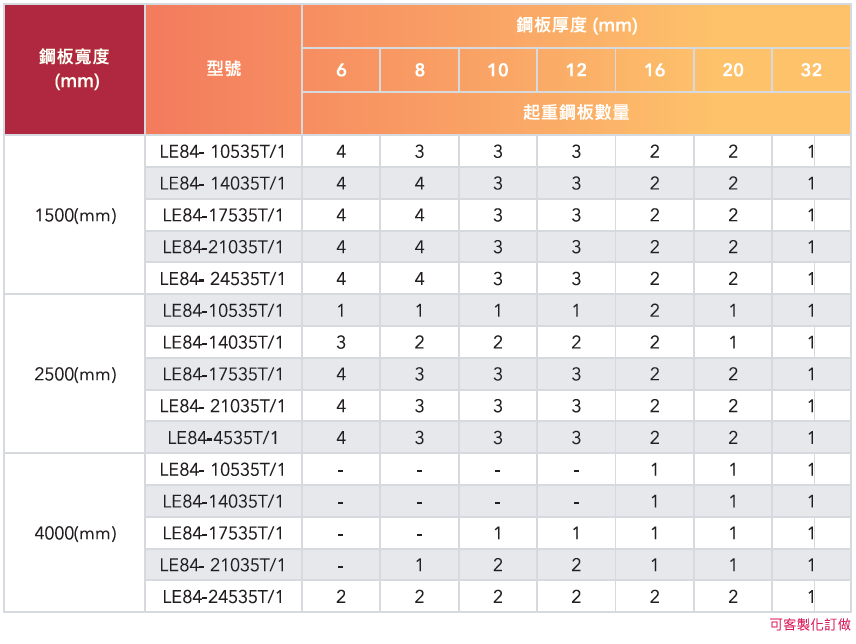 鋼板寬度 (mm) 型號 鋼板厚度 (mm)
6 8 10 12 16 20 32
起重鋼板數量
1500(mm)
LE84- 10535T/1 4 3 3 3 2 2 1
LE84- 14035T/1 4 4 3 3 2 2 1
LE84-17535T/1 4 4 3 3 2 2 1
LE84-21035T/1 4 4 3 3 2 2 1
LE84- 24535T/1 4 4 3 3 2 2 1
2500(mm)
LE84-10535T/1 1 1 1 1 2 1 1
LE84-14035T/1 3 2 2 2 2 1 1
LE84-17535T/1 4 3 3 3 2 2 1
LE84- 21035T/1 4 3 3 3 2 2 1
LE84-4535T/1 4 3 3 3 2 2 1
4000(mm)
LE84- 10535T/1 - - - - 1 1 1
LE84-14035T/1 - - - - 1 1 1
LE84-17535T/1 - - 1 1 1 1 1
LE84- 21035T/1 - 1 2 2 1 1 1
LE84-24535T/1 2 2 2 2 2 2 1
可客製化訂做